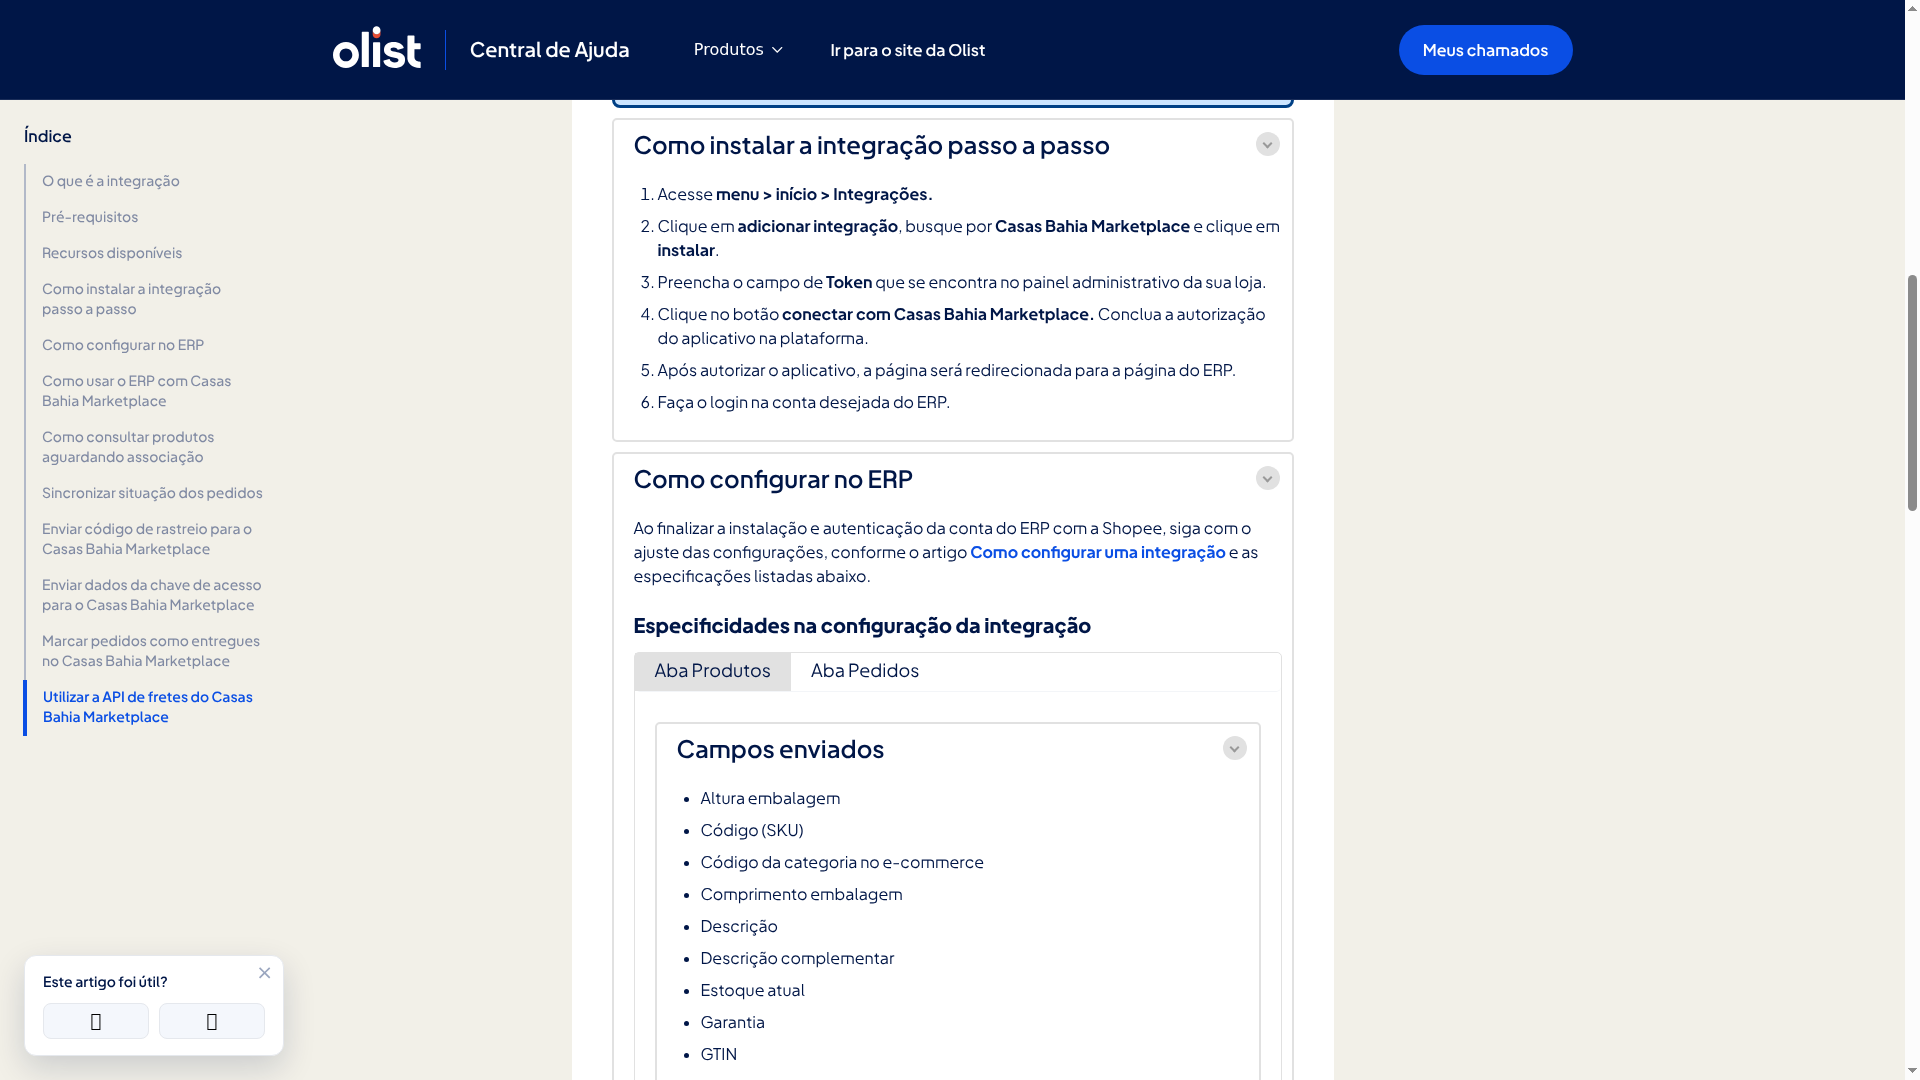 olist
Central de Ajuda
Produtos
Ir para o site da Olist
Meus chamados
Índice
O que é a integração
Pré-requisitos
Recursos disponíveis
Como instalar a integração
passo a passo
Como configurar no ERP
Como usar o ERP com Casas
Bahia Marketplace
Como consultar produtos
aguardando associação
Sincronizar situação dos pedidos
Enviar código de rastreio para o
Casas Bahia Marketplace
Enviar dados da chave de acesso
para o Casas Bahia Marketplace
Marcar pedidos como entregues
no Casas Bahia Marketplace
Utilizar a API de fretes do Casas
Bahia Marketplace
Este artigo foi útil?
Como instalar a integração passo a passo
1. Acesse menu > início > Integrações.
2. Clique em adicionar integração, busque por Casas Bahia Marketplace e clique em
instalar.
3. Preencha o campo de Token que se encontra no painel administrativo da sua loja.
4. Clique no botão conectar com Casas Bahia Marketplace. Conclua a autorização
do aplicativo na plataforma.
5. Após autorizar o aplicativo, a página será redirecionada para a página do ERP.
6. Faça o login na conta desejada do ERP.
Como configurar no ERP
Ao finalizar a instalação e autenticação da conta do ERP com a Shopee, siga com o
ajuste das configurações, conforme o artigo Como configurar uma integração e as
especificações listadas abaixo.
Especificidades na configuração da integração
Aba Produtos
Aba Pedidos
Campos enviados
• Altura embalagem
• Código (SKU)
• Código da categoria no e-commerce
• Comprimento embalagem
• Descrição
• Descrição complementar
• Estoque atual
• Garantia
• GTIN